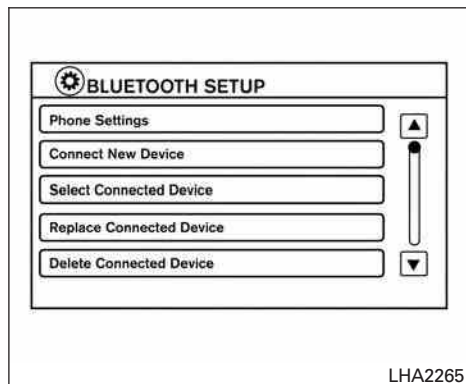 BLUETOOTH SETUP
Phone Settings
Connect New Device
Select Connected Device
Replace Connected Device
Delete Connected Device
LHA2265